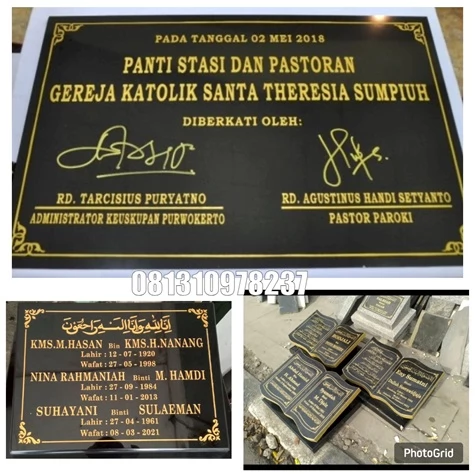 PADA TANGGAL 02 MEI 2018
PANTI STASI DAN PASTORAN
GEREJA KATOLIK SANTA THERESIA SUMPIUH
DIBERKATI OLEH:
RD. TARCISIUS PURYATNO
ADMINISTRATOR KEUSKUPAN PURWOKERTO
RD. AGUSTINUS HANDI SETYANTO
PASTOR PAROKI
081310978237
إنا لله وإنا إليه راجعون
KMS.M.HASAN Bin KMS.H.NANANG
Lahir : 12 - 07 - 1920
Wafat : 27 - 05 - 1998
NINA RAHMANIAH Binti M. HAMDI
Lahir : 27 - 09 - 1984
Wafat : 11 - 01 - 2013
SUHAYANI Binti SULAEMAN
Lahir : 27 - 04 - 1961
Wafat : 08 - 03 - 2021
PhotoGrid